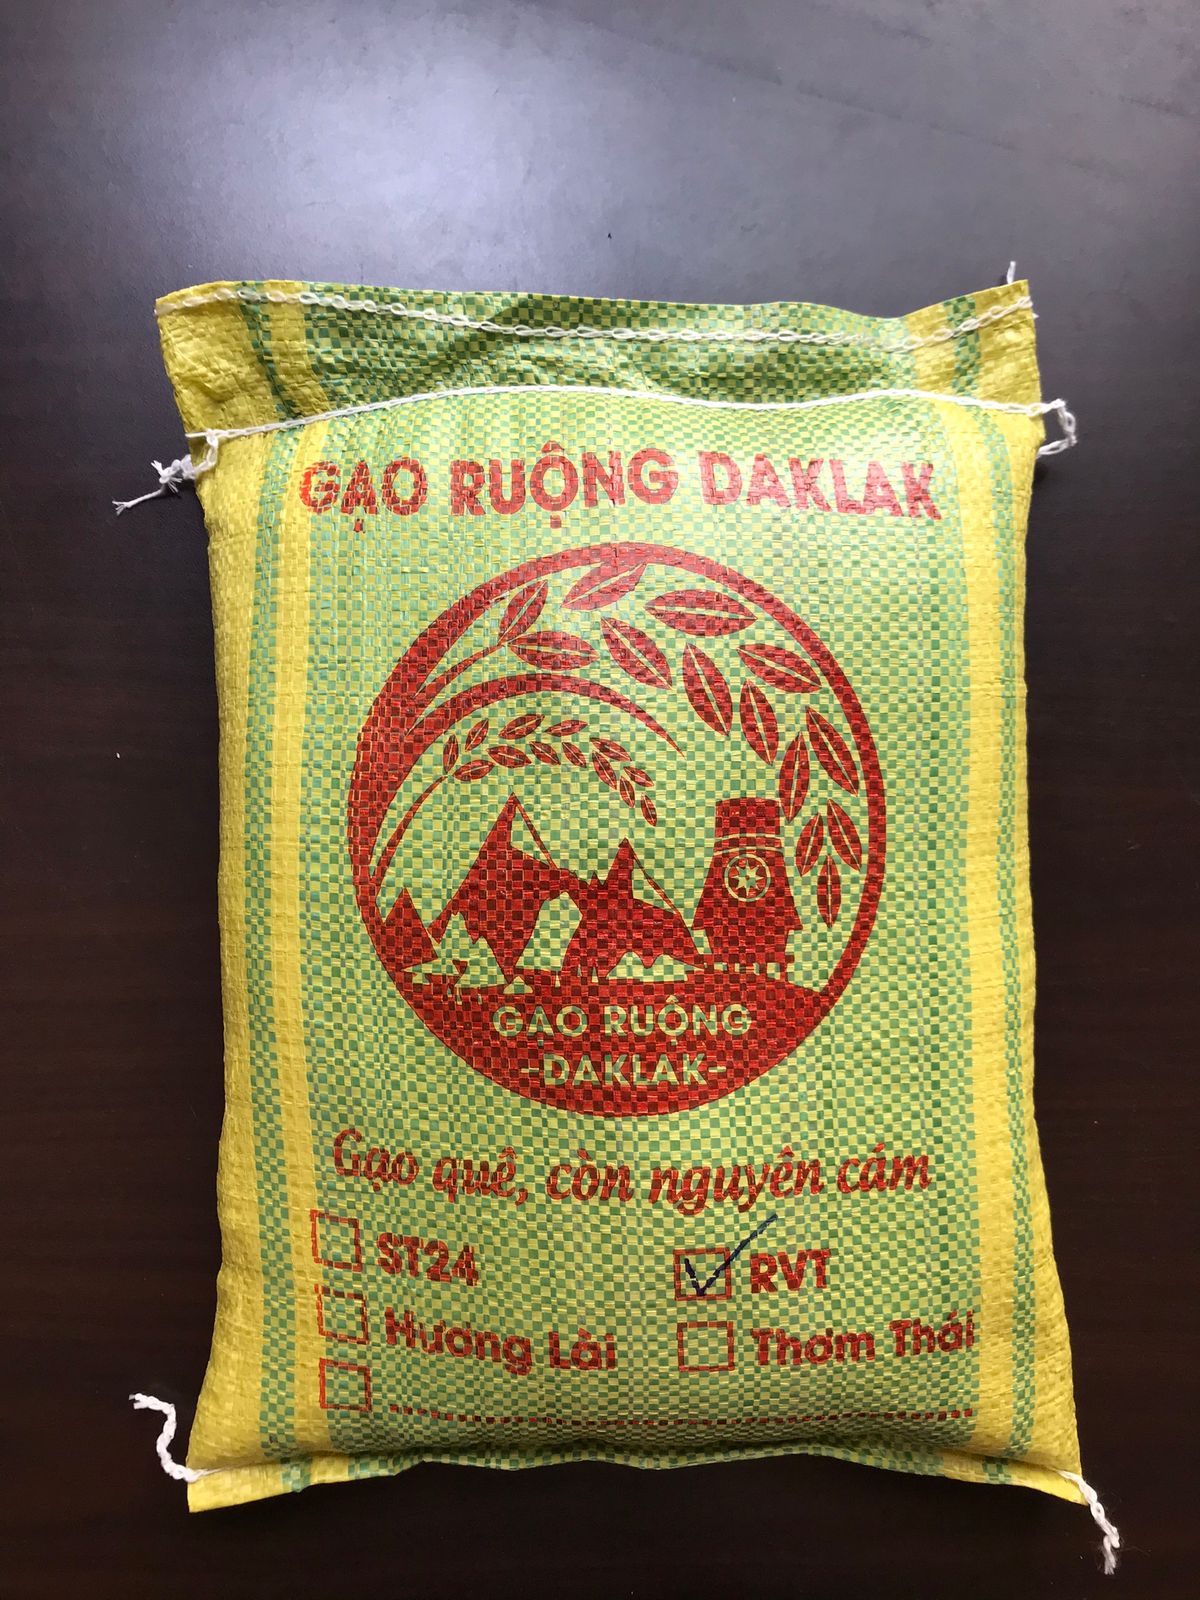 GẠO RUỘNG DAKLAK
GẠO RUỘNG
-DAKLAK-
Gạo quê, còn nguyên cám
ST24
RVT
Hương Lài
Thơm Thái